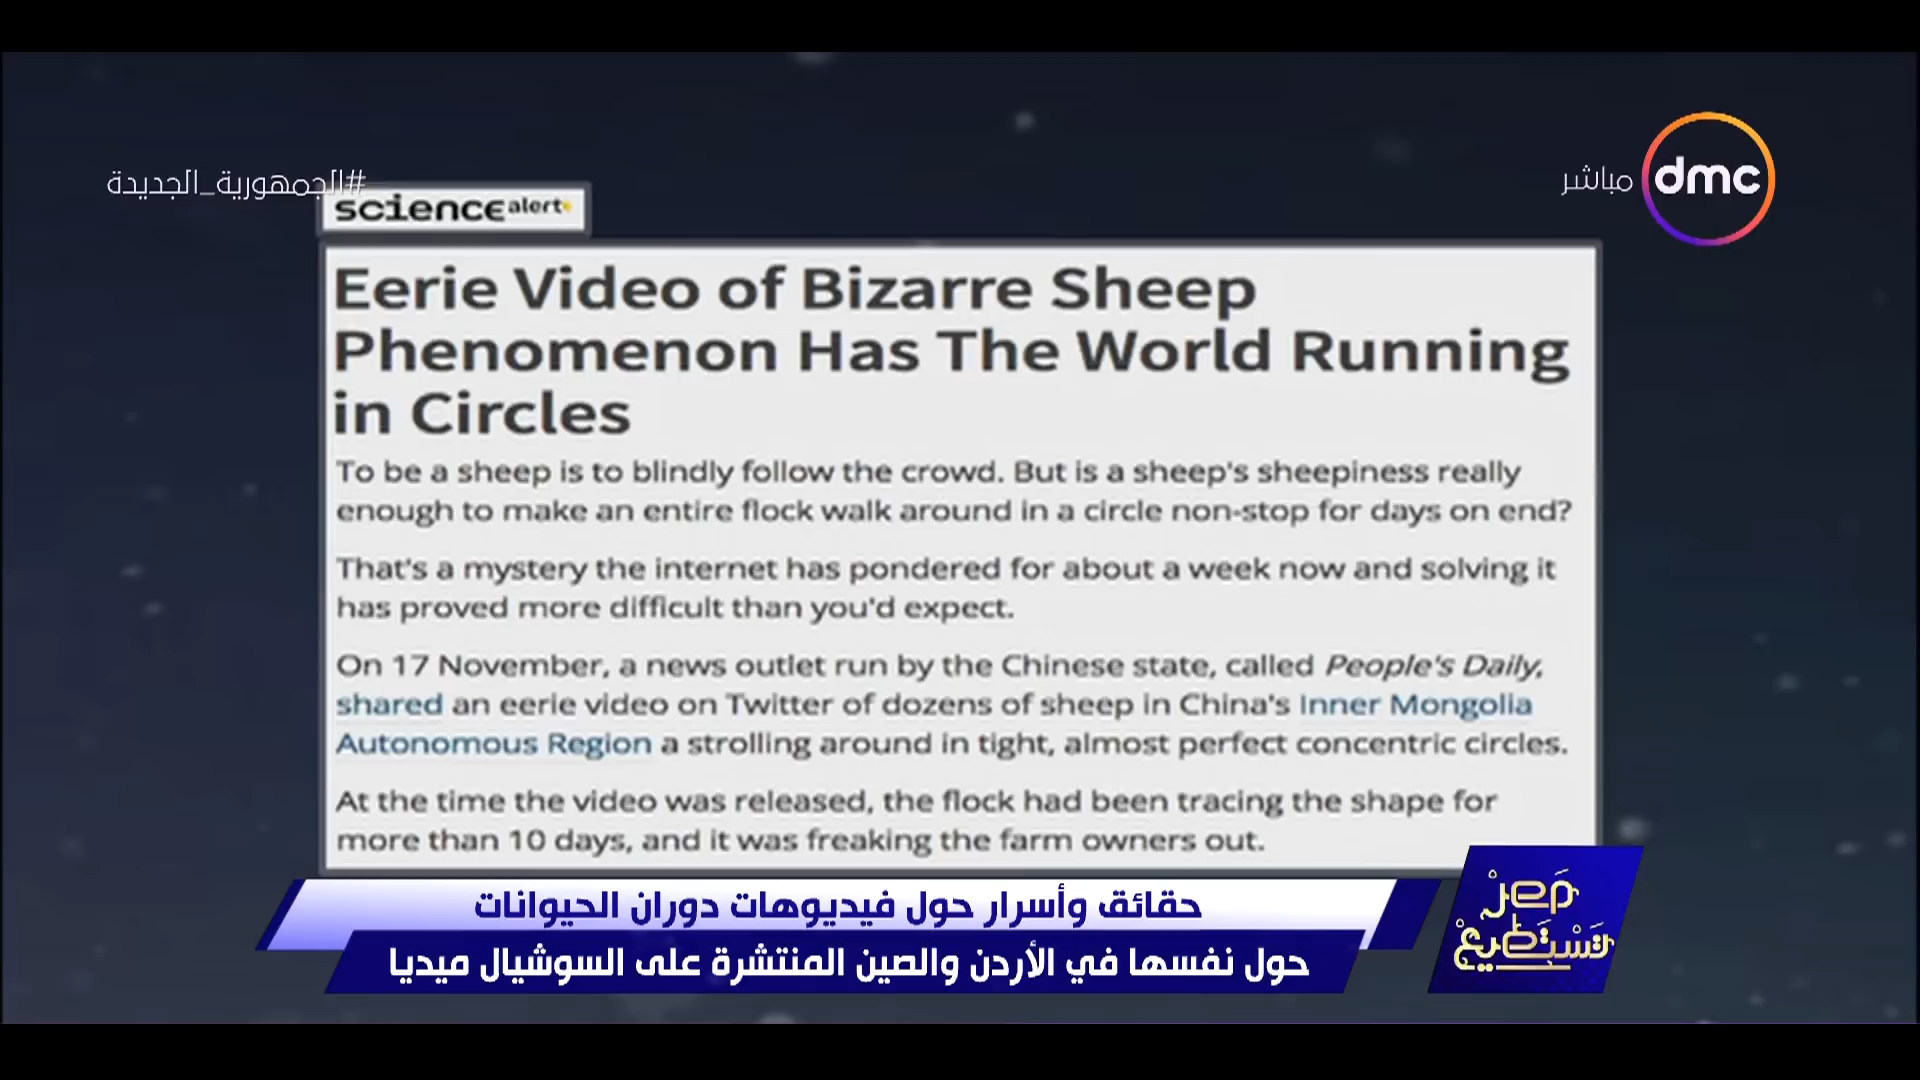 #الجمهورية_الجديدة
مباشر
dmc
sciencealert
Eerie Video of Bizarre Sheep
Phenomenon Has The World Running
in Circles
To be a sheep is to blindly follow the crowd. But is a sheep's sheepiness really
enough to make an entire flock walk around in a circle non-stop for days on end?
That's a mystery the internet has pondered for about a week now and solving it
has proved more difficult than you'd expect.
On 17 November, a news outlet run by the Chinese state, called People's Daily,
shared an eerie video on Twitter of dozens of sheep in China's Inner Mongolia
Autonomous Region a strolling around in tight, almost perfect concentric circles.
At the time the video was released, the flock had been tracing the shape for
more than 10 days, and it was freaking the farm owners out.
حقائق وأسرار حول فيديوهات دوران الحيوانات
حول نفسها في الأردن والصين المنتشرة على السوشيال ميديا
مَصر
تستطيع